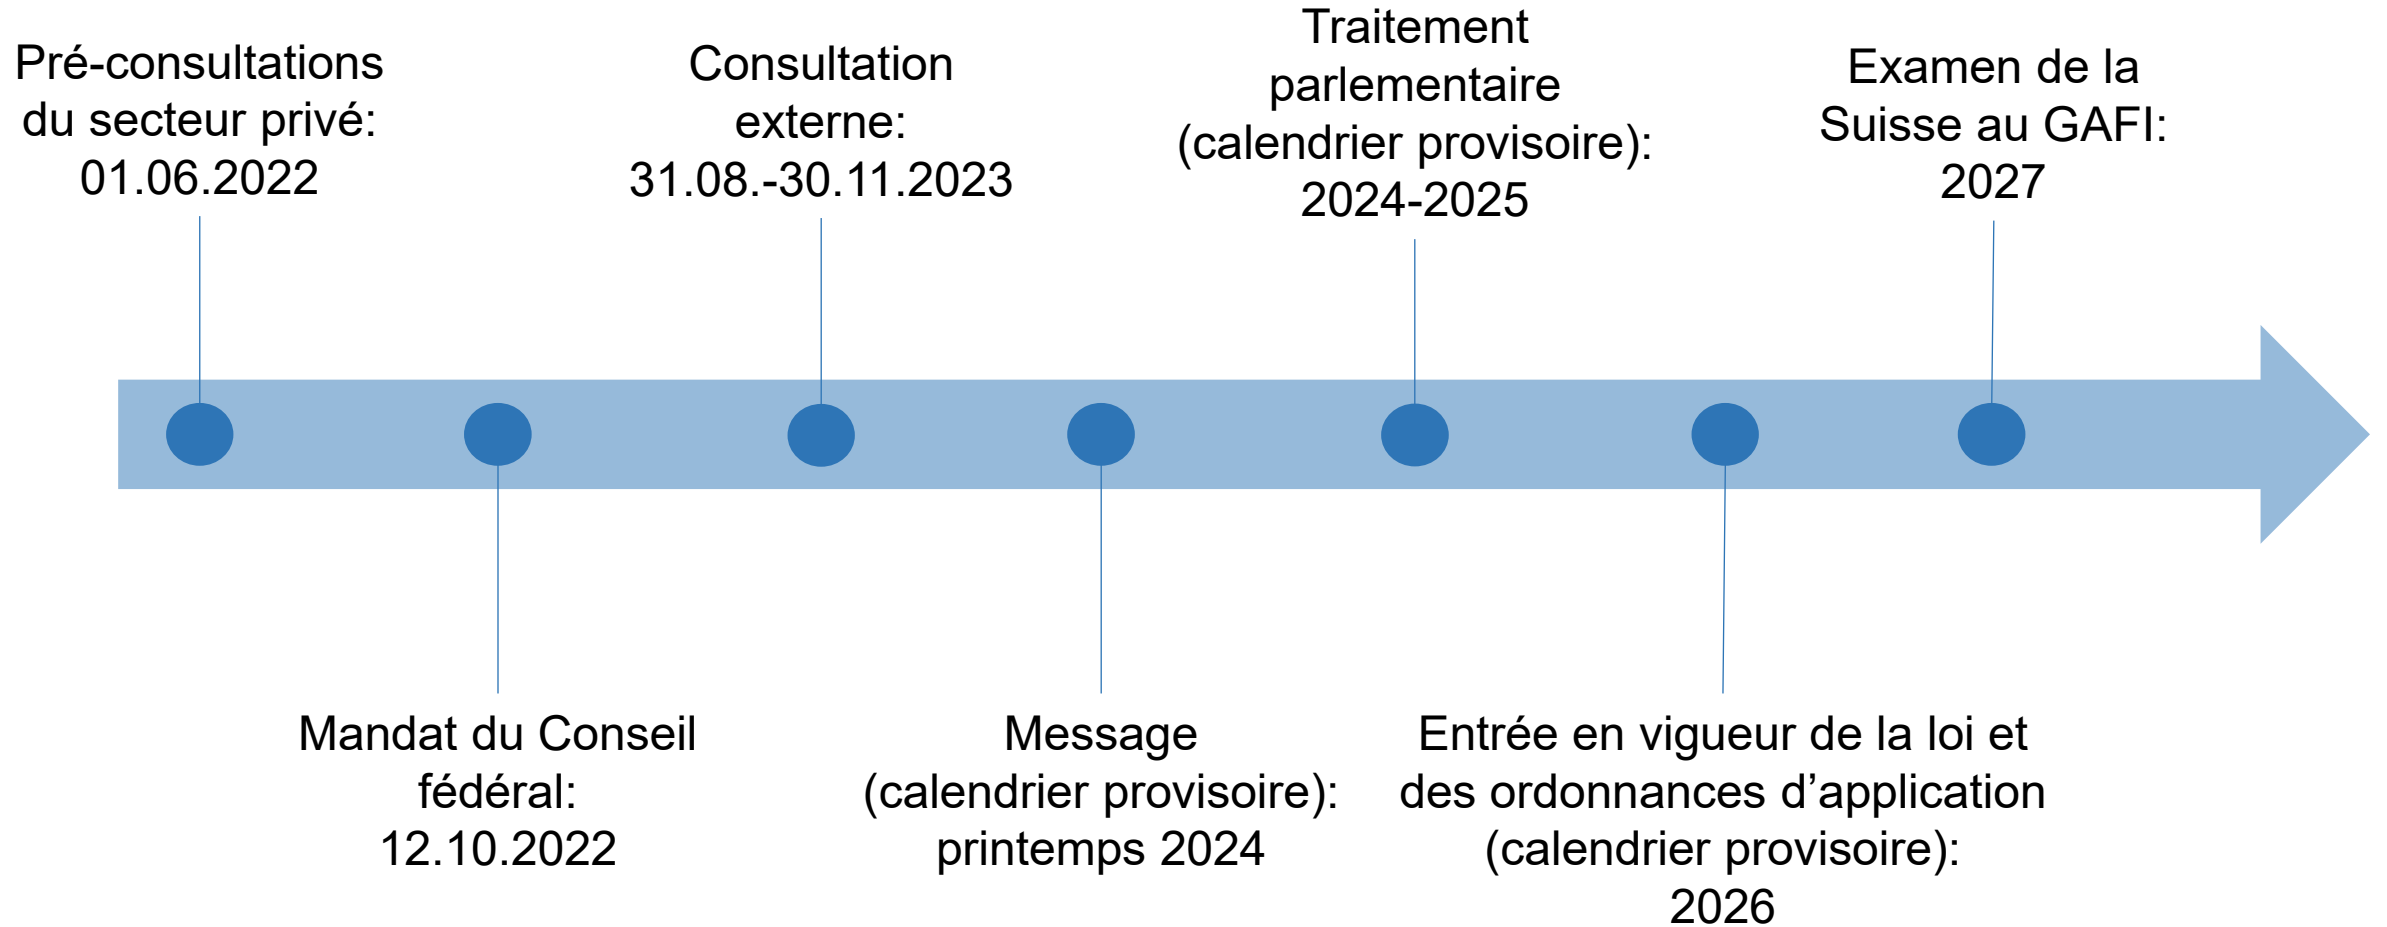 Pré-consultations
du secteur privé:
01.06.2022
Mandat du Conseil
fédéral:
12.10.2022
Consultation
externe:
31.08.-30.11.2023
Message
(calendrier provisoire):
printemps 2024
Traitement
parlementaire
(calendrier provisoire):
2024-2025
Entrée en vigueur de la loi et
des ordonnances d’application
(calendrier provisoire):
2026
Examen de la
Suisse au GAFI:
2027